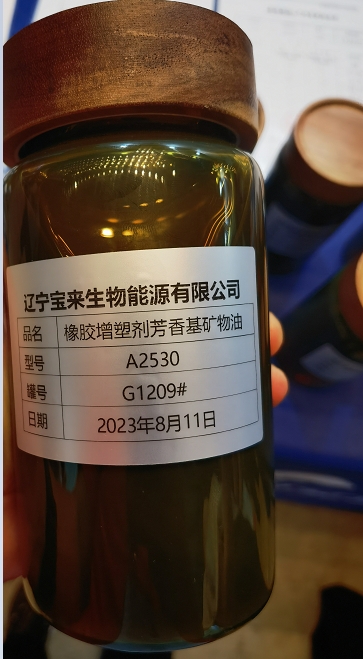 辽宁宝来生物能源有限公司
品名 橡胶增塑剂芳香基矿物油
型号 A2530
罐号 G1209#
日期 2023年8月11日